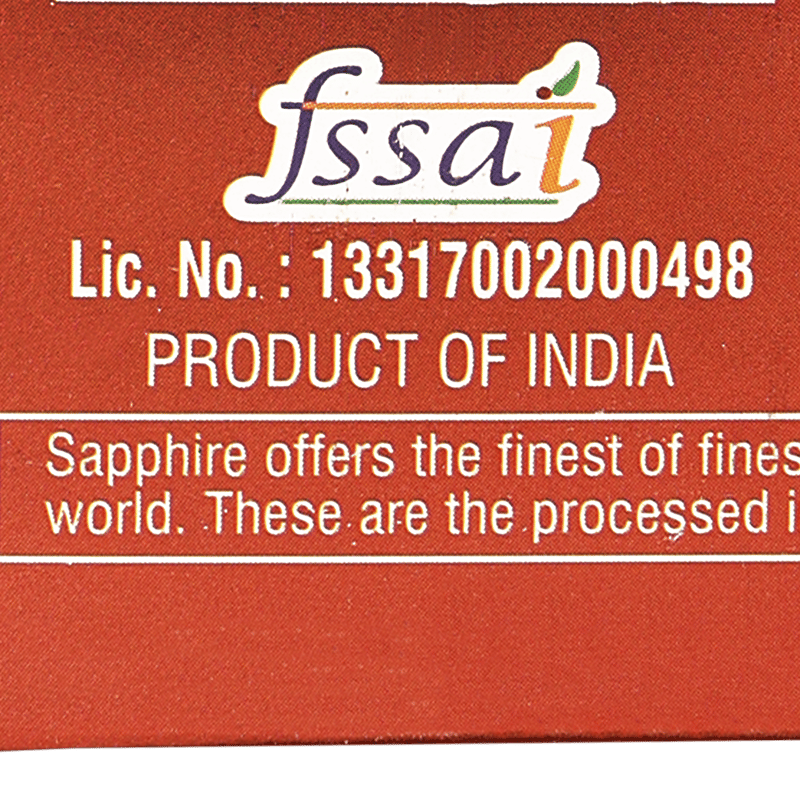 fssai
Lic. No. : 13317002000498
PRODUCT OF INDIA
Sapphire offers the finest of fines
world. These are the processed i